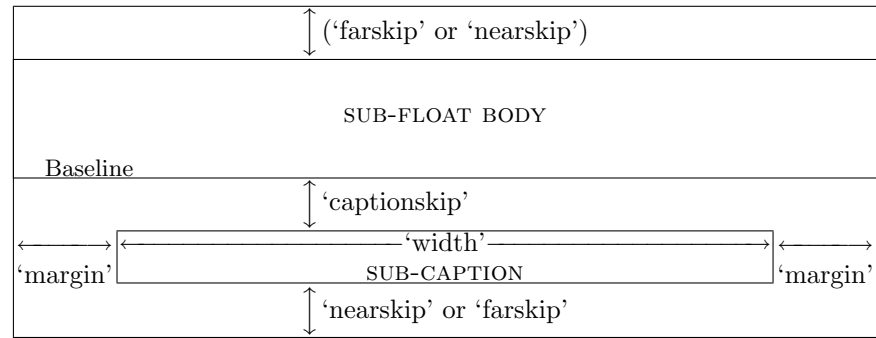 (‘farskip’ or ‘nearskip’)
SUB-FLOAT BODY
Baseline
‘captionskip’
‘width’
‘margin’ SUB-CAPTION ‘margin’
‘nearskip’ or ‘farskip’